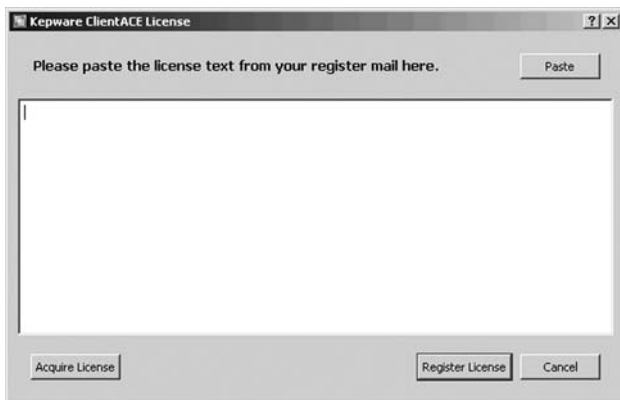 Kepware ClientACE License
Please paste the license text from your register mail here.
Paste
Acquire License
Register License
Cancel